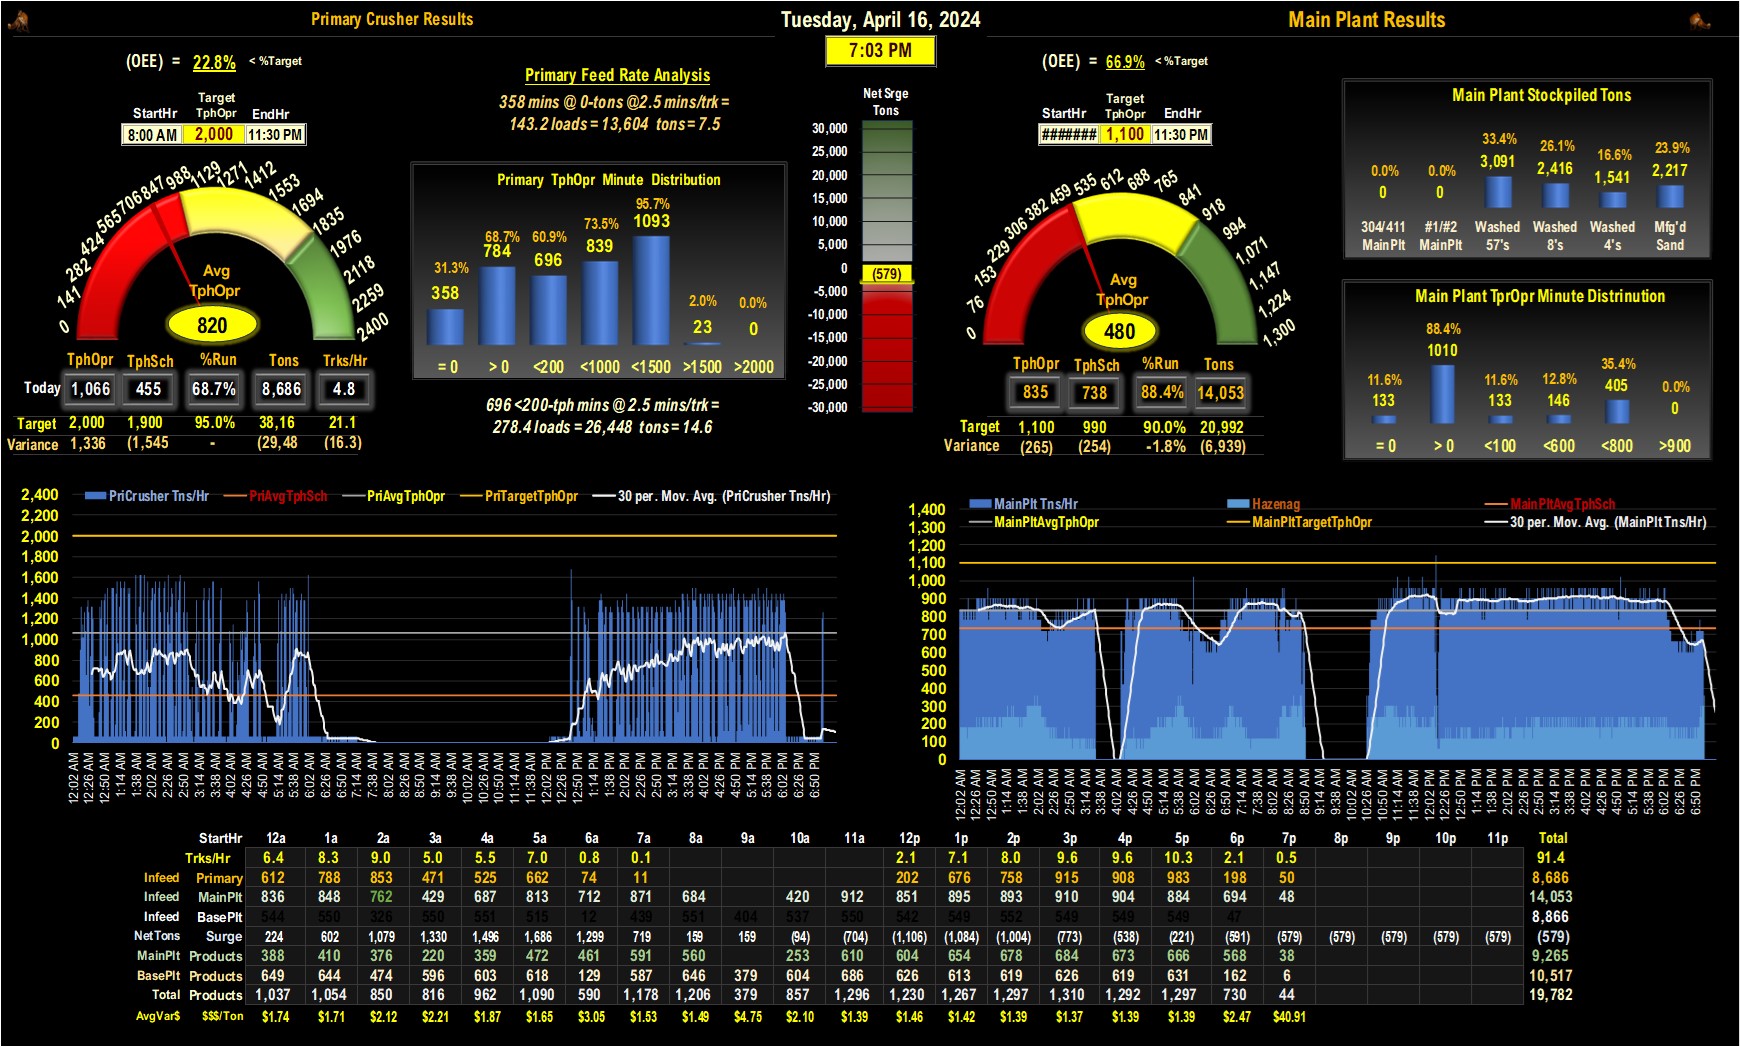 Primary Crusher Results
Tuesday, April 16, 2024
Main Plant Results
7:03 PM
(OEE) = 22.8% < %Target
StartHr Target TphOpr EndHr
8:00 AM 2,000 11:30 PM
0 141 282 424 565 706 847 988 1129 1271 1412 1553 1694 1835 1976 2118 2259 2400
Avg
TphOpr
820
TphOpr TphSch %Run Tons Trks/Hr
Today 1,066 455 68.7% 8,686 4.8
Target 2,000 1,900 95.0% 38,16 21.1
Variance 1,336 (1,545 - (29,48 (16.3)
Primary Feed Rate Analysis
358 mins @ 0-tons @2.5 mins/trk =
143.2 loads = 13,604 tons = 7.5
Primary TphOpr Minute Distribution
31.3% 68.7% 60.9% 73.5% 95.7% 2.0% 0.0%
358 784 696 839 1093 23 0
= 0 > 0 <200 <1000 <1500 >1500 >2000
696 <200-tph mins @ 2.5 mins/trk =
278.4 loads = 26,448 tons = 14.6
Net Srge
Tons
30,000
25,000
20,000
15,000
10,000
5,000
0
(579)
-5,000
-10,000
-15,000
-20,000
-25,000
-30,000
(OEE) = 66.9% < %Target
StartHr Target TphOpr EndHr
####### 1,100 11:30 PM
0 76 153 229 306 382 459 535 612 688 765 841 918 994 1,071 1,147 1,224 1,300
Avg
TphOpr
480
TphOpr TphSch %Run Tons
835 738 88.4% 14,053
Target 1,100 990 90.0% 20,992
Variance (265) (254) -1.8% (6,939)
Main Plant Stockpiled Tons
0.0% 0.0% 33.4% 26.1% 16.6% 23.9%
0 0 3,091 2,416 1,541 2,217
304/411 #1/#2 Washed Washed Washed Mfg'd
MainPlt MainPlt 57's 8's 4's Sand
Main Plant TprOpr Minute Distrinution
11.6% 88.4% 11.6% 12.8% 35.4% 0.0%
133 1010 133 146 405 0
= 0 > 0 <100 <600 <800 >900
PriCrusher Tns/Hr PriAvgTphSch PriAvgTphOpr PriTargetTphOpr 30 per. Mov. Avg. (PriCrusher Tns/Hr)
2,400
2,200
2,000
1,800
1,600
1,400
1,200
1,000
800
600
400
200
0
12:02 AM 12:26 AM 12:50 AM 1:14 AM 1:38 AM 2:02 AM 2:26 AM 2:50 AM 3:14 AM 3:38 AM 4:02 AM 4:26 AM 4:50 AM 5:14 AM 5:38 AM 6:02 AM 6:26 AM 6:50 AM 7:14 AM 7:38 AM 8:02 AM 8:26 AM 8:50 AM 9:14 AM 9:38 AM 10:02 AM 10:26 AM 10:50 AM 11:14 AM 11:38 AM 12:02 PM 12:26 PM 12:50 PM 1:14 PM 1:38 PM 2:02 PM 2:26 PM 2:50 PM 3:14 PM 3:38 PM 4:02 PM 4:26 PM 4:50 PM 5:14 PM 5:38 PM 6:02 PM 6:26 PM 6:50 PM
MainPlt Tns/Hr Hazenag MainPltAvgTphSch
MainPltAvgTphOpr MainPltTargetTphOpr 30 per. Mov. Avg. (MainPlt Tns/Hr)
1,400
1,300
1,200
1,100
1,000
900
800
700
600
500
400
300
200
100
0
12:02 AM 12:26 AM 12:50 AM 1:14 AM 1:38 AM 2:02 AM 2:26 AM 2:50 AM 3:14 AM 3:38 AM 4:02 AM 4:26 AM 4:50 AM 5:14 AM 5:38 AM 6:02 AM 6:26 AM 6:50 AM 7:14 AM 7:38 AM 8:02 AM 8:26 AM 8:50 AM 9:14 AM 9:38 AM 10:02 AM 10:26 AM 10:50 AM 11:14 AM 11:38 AM 12:02 PM 12:26 PM 12:50 PM 1:14 PM 1:38 PM 2:02 PM 2:26 PM 2:50 PM 3:14 PM 3:38 PM 4:02 PM 4:26 PM 4:50 PM 5:14 PM 5:38 PM 6:02 PM 6:26 PM 6:50 PM
StartHr 12a 1a 2a 3a 4a 5a 6a 7a 8a 9a 10a 11a 12p 1p 2p 3p 4p 5p 6p 7p 8p 9p 10p 11p Total
Trks/Hr 6.4 8.3 9.0 5.0 5.5 7.0 0.8 0.1 2.1 7.1 8.0 9.6 9.6 10.3 2.1 0.5 91.4
Infeed Primary 612 788 853 471 525 662 74 11 202 676 758 915 908 983 198 50 8,686
Infeed MainPlt 836 848 762 429 687 813 712 871 684 420 912 851 895 893 910 904 884 694 48 14,053
Infeed BasePlt 544 550 326 550 551 515 12 439 551 404 537 550 542 549 552 549 549 549 47 8,866
NetTons Surge 224 602 1,079 1,330 1,496 1,686 1,299 719 159 159 (94) (704) (1,106) (1,084) (1,004) (773) (538) (221) (591) (579) (579) (579) (579) (579) (579)
MainPlt Products 388 410 376 220 359 472 461 591 560 253 610 604 654 678 684 673 666 568 38 9,265
BasePlt Products 649 644 474 596 603 618 129 587 646 379 604 686 626 613 619 626 619 631 162 6 10,517
Total Products 1,037 1,054 850 816 962 1,090 590 1,178 1,206 379 857 1,296 1,230 1,267 1,297 1,310 1,292 1,297 730 44 19,782
AvgVar$ $$$/Ton $1.74 $1.71 $2.12 $2.21 $1.87 $1.65 $3.05 $1.53 $1.49 $4.75 $2.10 $1.39 $1.46 $1.42 $1.39 $1.37 $1.39 $1.39 $2.47 $40.91